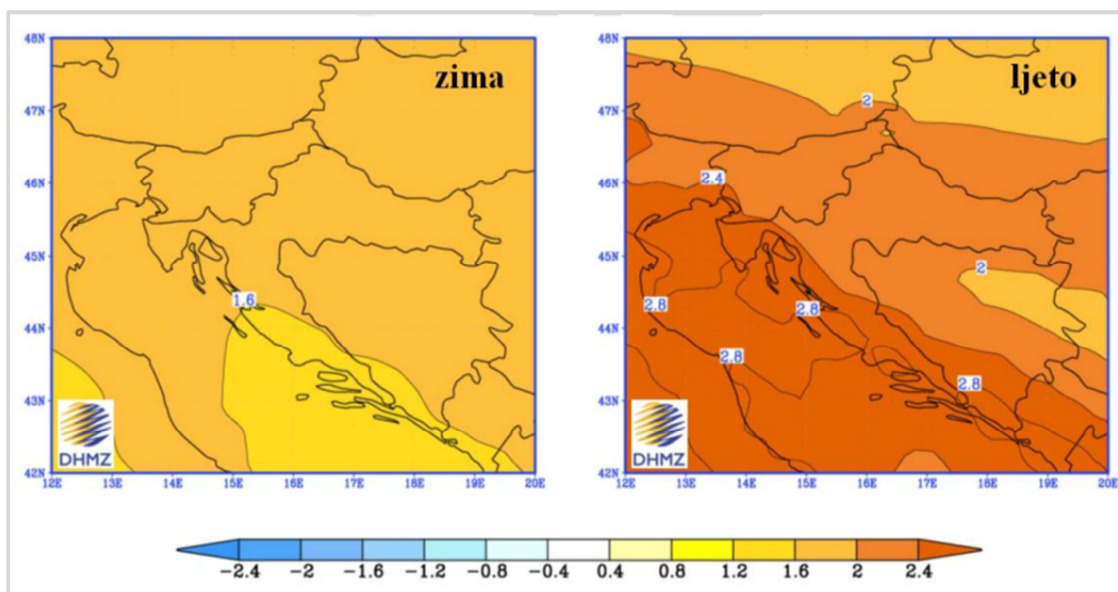 zima
ljeto
48N
47N
46N
45N
44N
43N
42N
12E 13E 14E 15E 16E 17E 18E 19E 20E
1.6
DHMZ
48N
47N
46N
45N
44N
43N
42N
12E 13E 14E 15E 16E 17E 18E 19E 20E
2
2.4
2
2.8
2.8
2.8
2.8
DHMZ
-2.4 -2 -1.6 -1.2 -0.8 -0.4 0.4 0.8 1.2 1.6 2 2.4